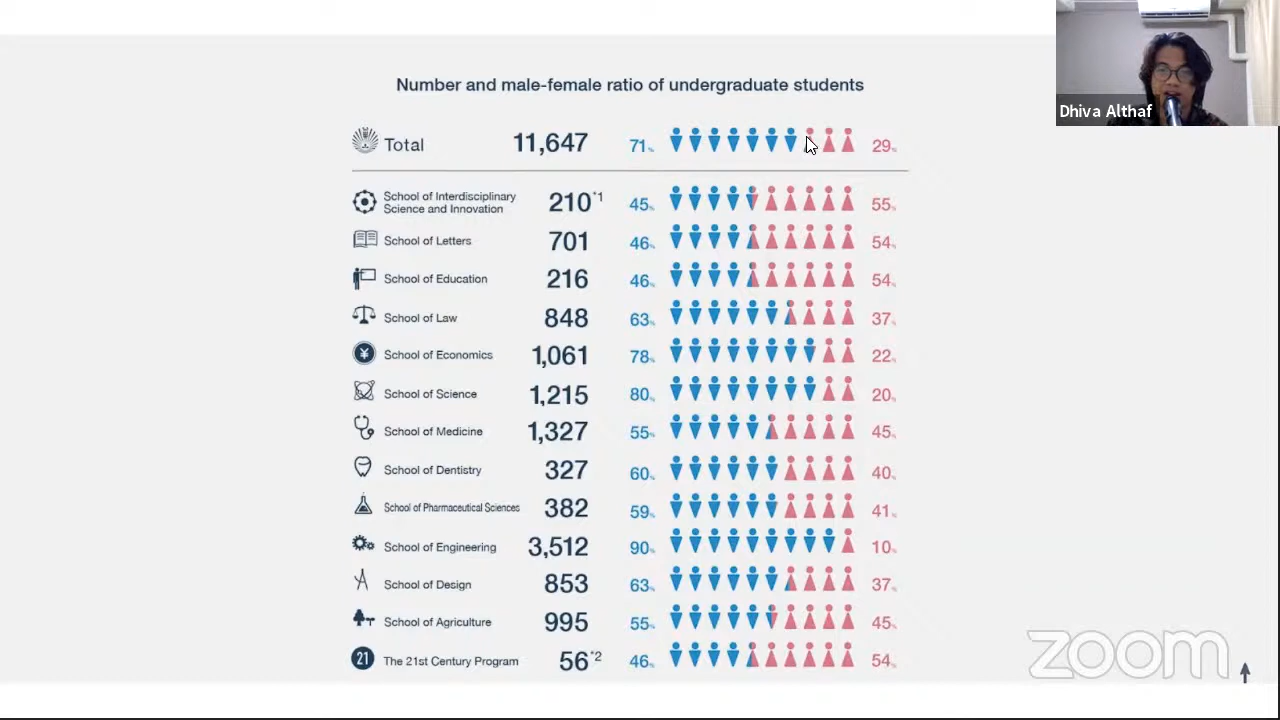 Number and male-female ratio of undergraduate students
Dhiva Althaf
Total 11,647 71% 29%
School of Interdisciplinary
Science and Innovation 210*1 45% 55%
School of Letters 701 46% 54%
School of Education 216 46% 54%
School of Law 848 63% 37%
¥ School of Economics 1,061 78% 22%
School of Science 1,215 80% 20%
School of Medicine 1,327 55% 45%
School of Dentistry 327 60% 40%
School of Pharmaceutical Sciences 382 59% 41%
School of Engineering 3,512 90% 10%
School of Design 853 63% 37%
School of Agriculture 995 55% 45%
21 The 21st Century Program 56*2 46% 54%
zoom